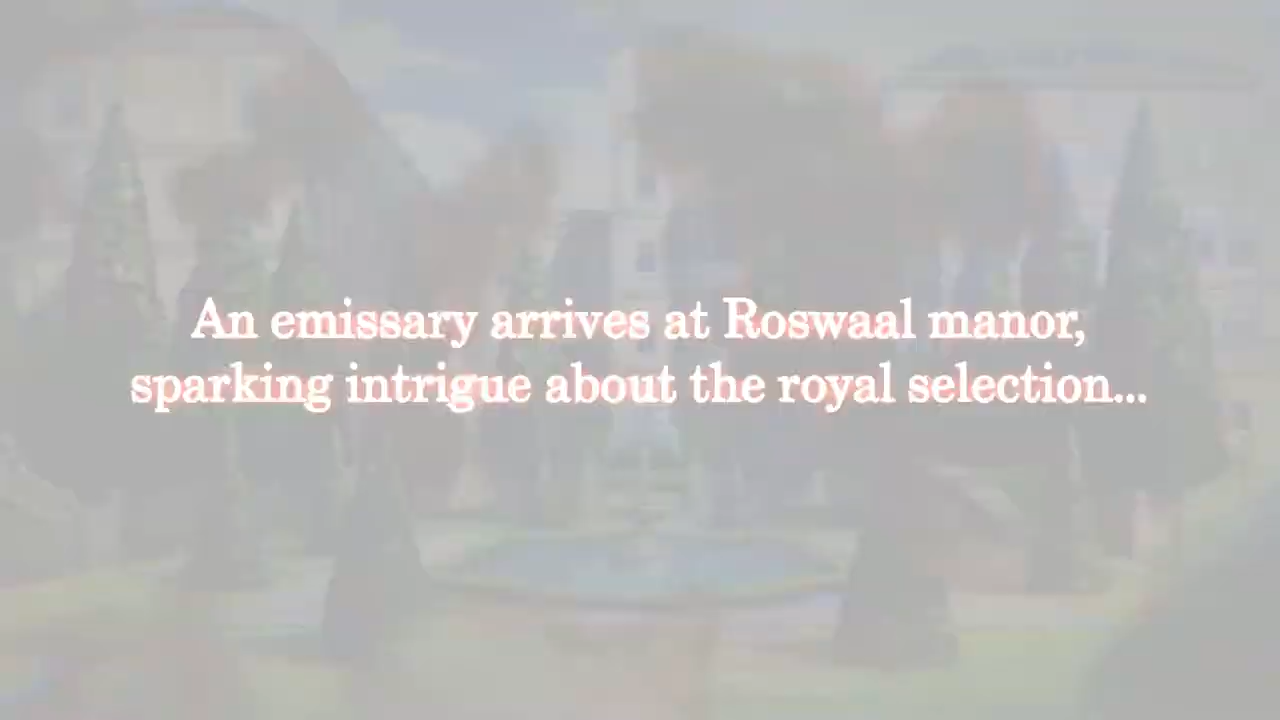 An emissary arrives at Roswaal manor,
sparking intrigue about the royal selection...